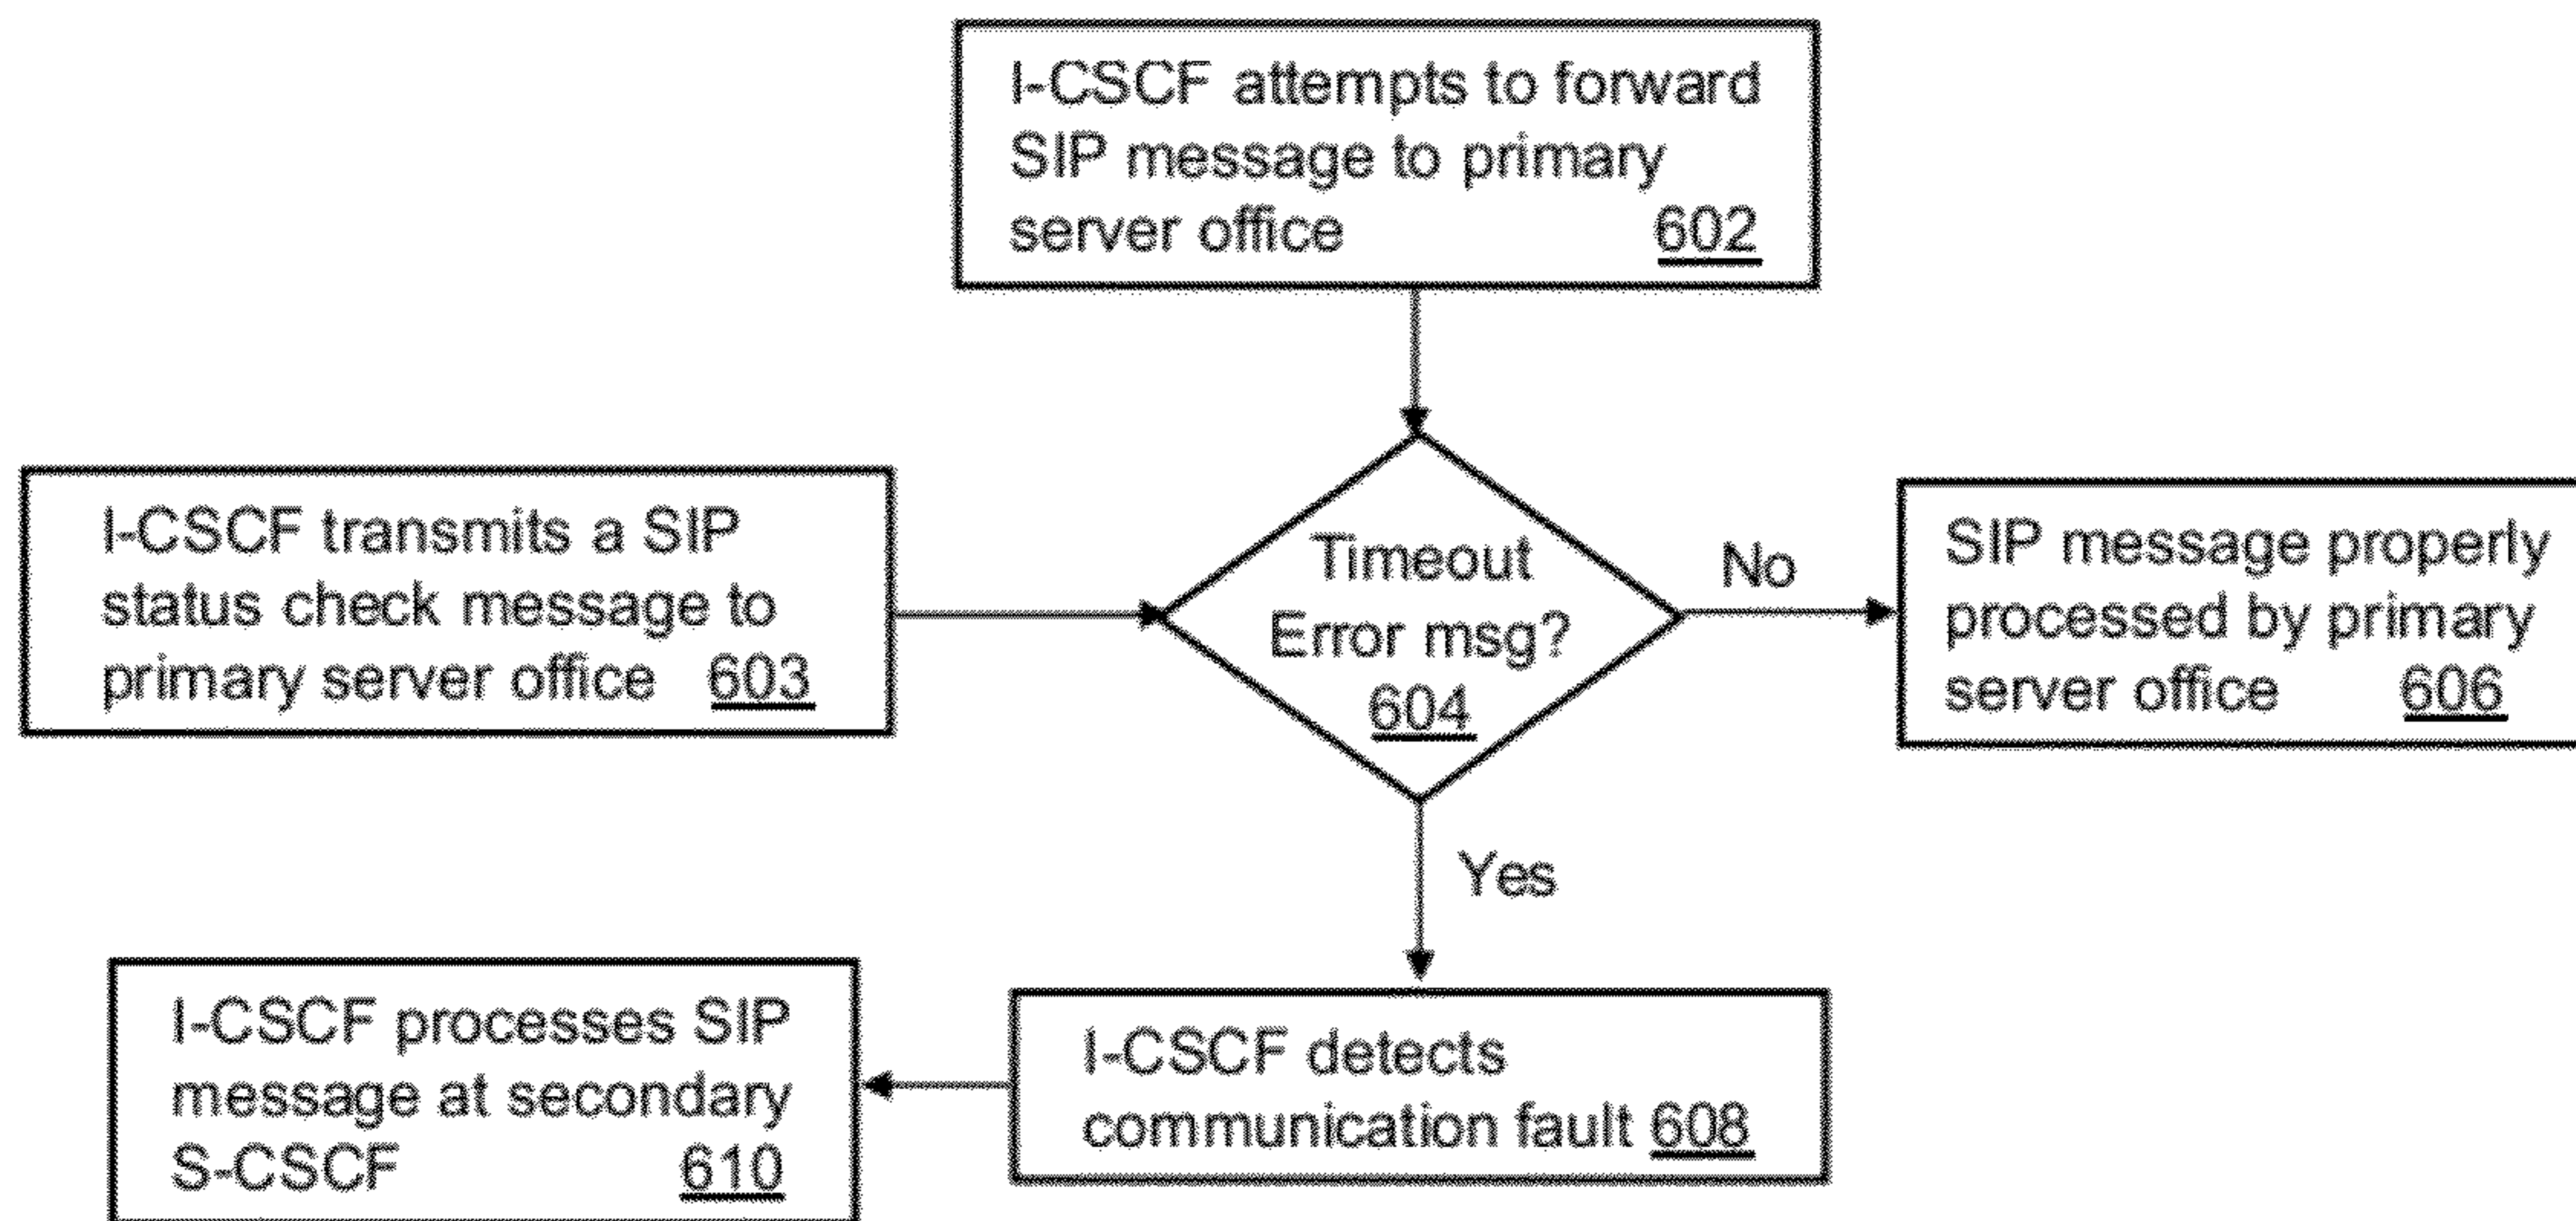 I-CSCF attempts to forward
SIP message to primary
server office 602
I-CSCF transmits a SIP
status check message to
primary server office 603
Timeout
Error msg?
604
No
SIP message properly
processed by primary
server office 606
Yes
I-CSCF detects
communication fault 608
I-CSCF processes SIP
message at secondary
S-CSCF 610